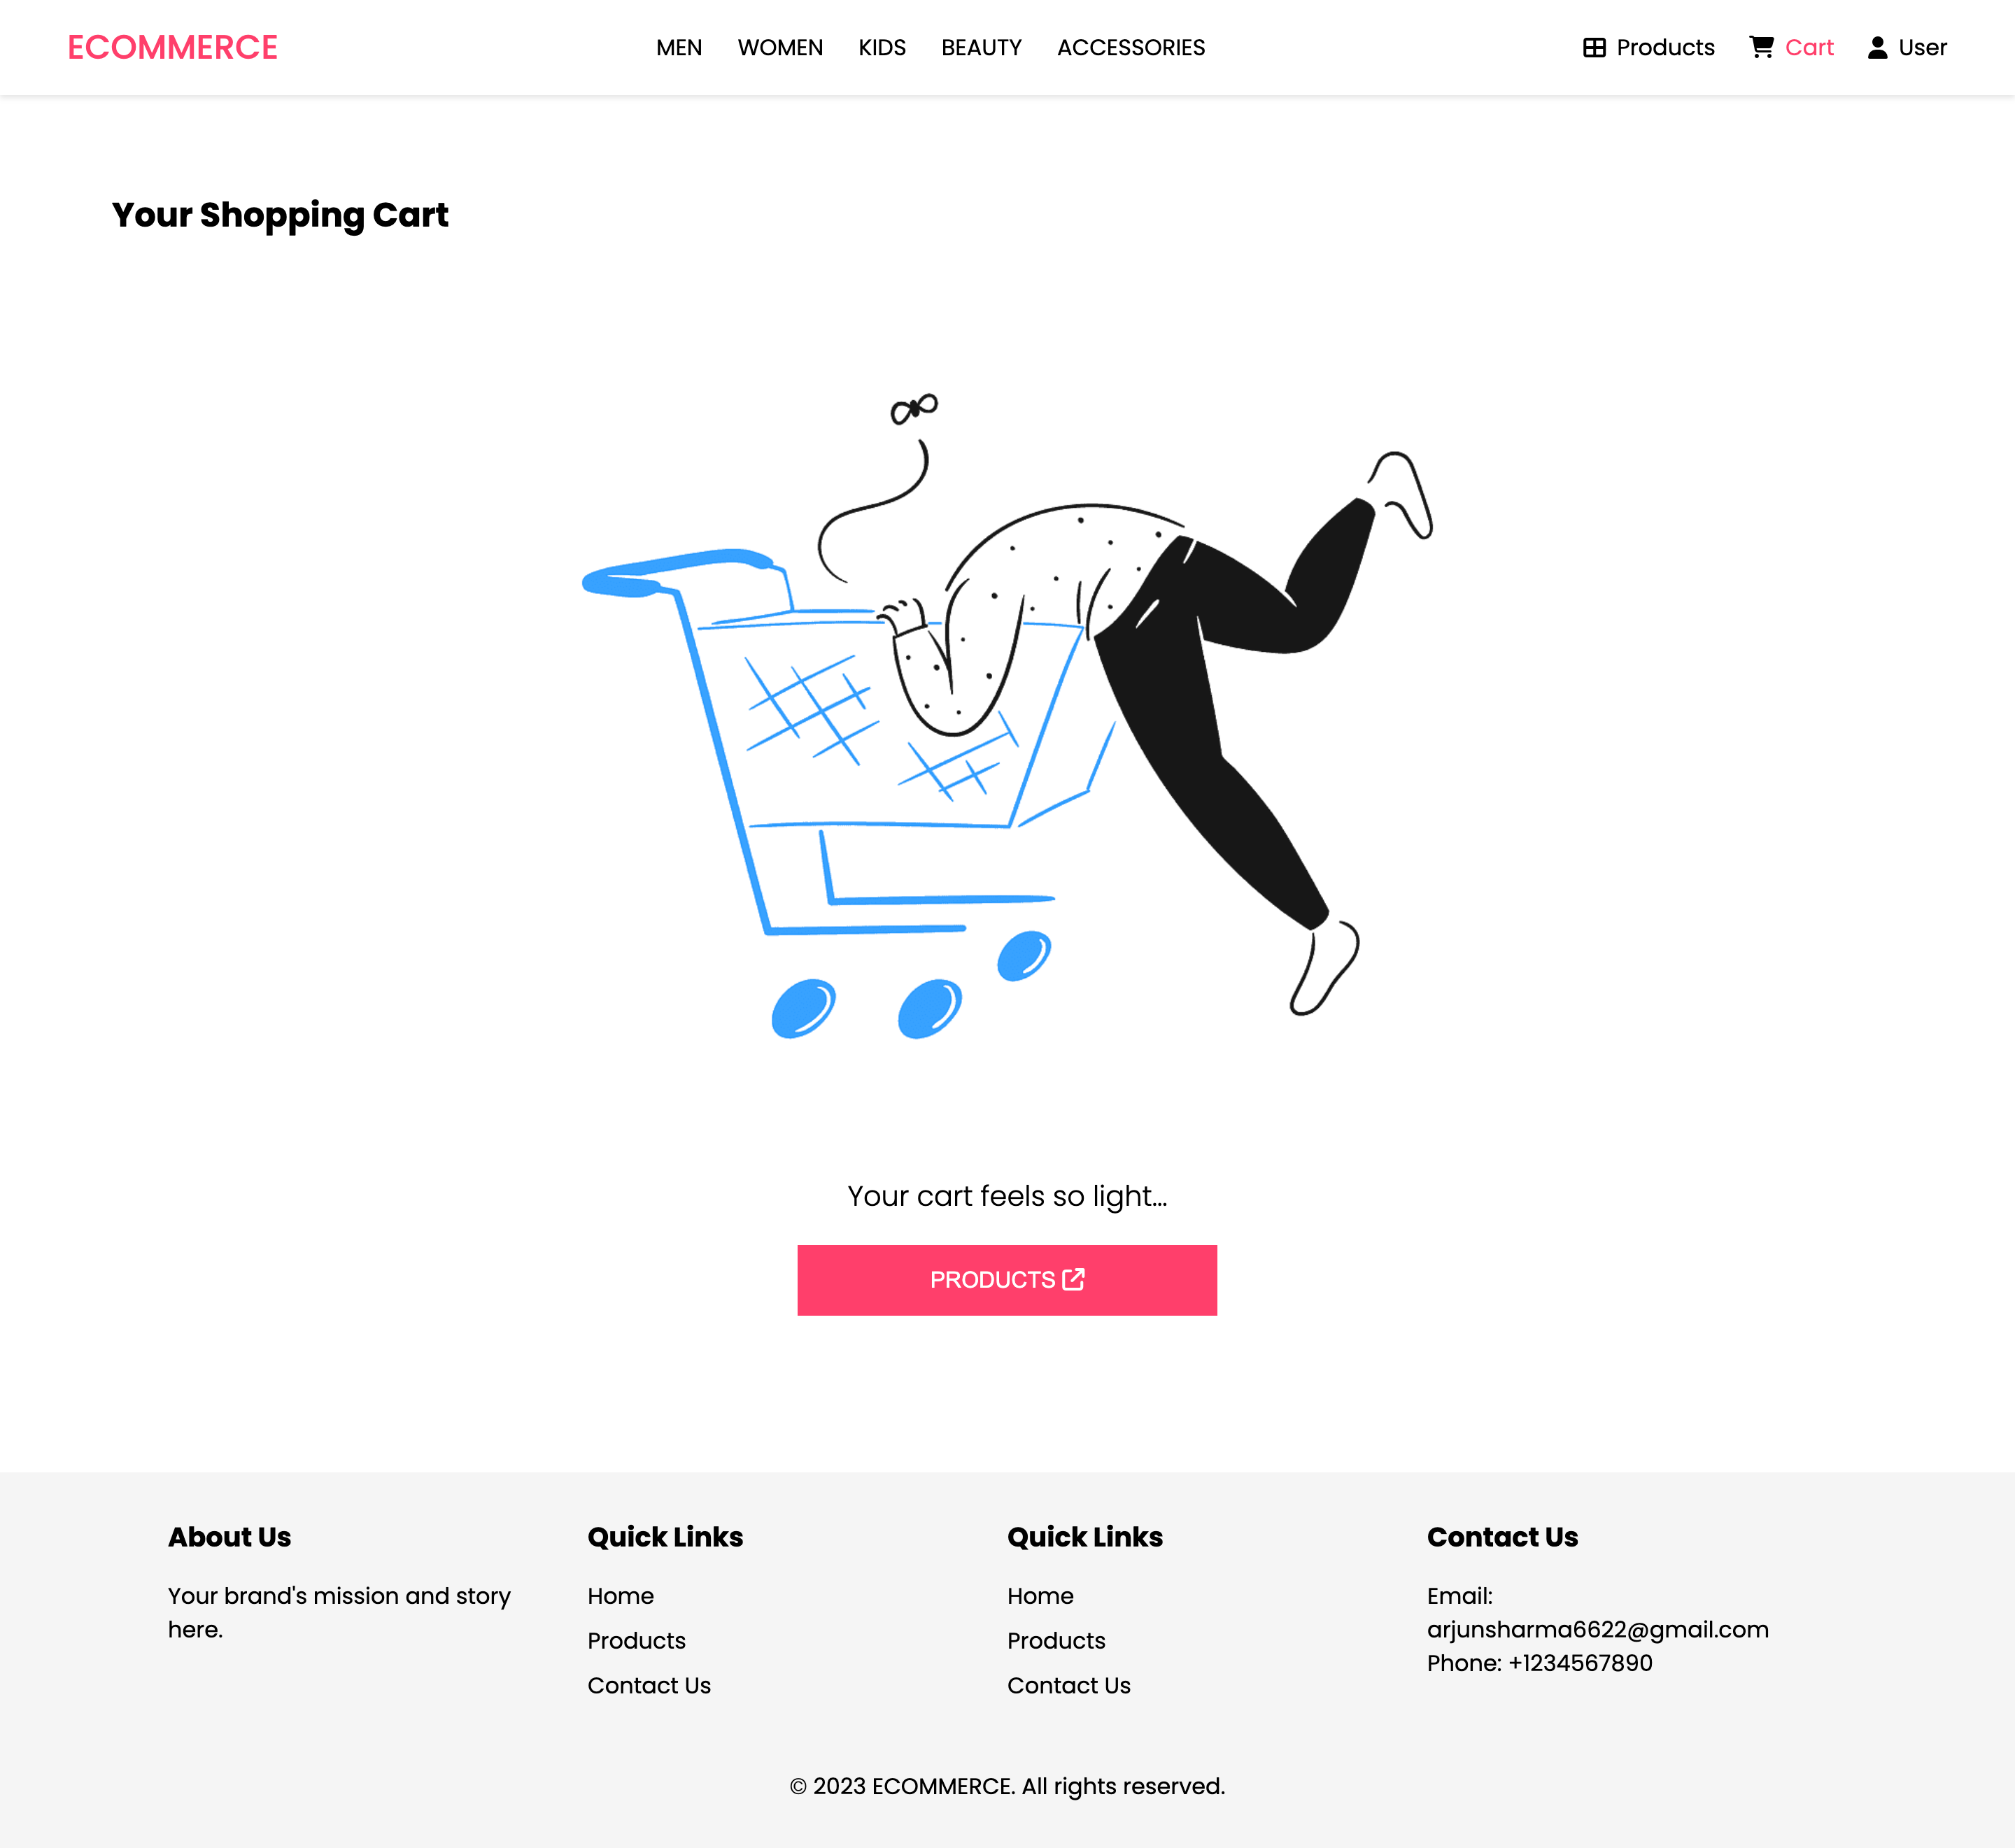 ECOMMERCE
MEN WOMEN KIDS BEAUTY ACCESSORIES
Products Cart User
Your Shopping Cart
Your cart feels so light...
PRODUCTS
About Us
Your brand's mission and story
here.
Quick Links
Home
Products
Contact Us
Quick Links
Home
Products
Contact Us
Contact Us
Email:
arjunsharma6622@gmail.com
Phone: +1234567890
© 2023 ECOMMERCE. All rights reserved.